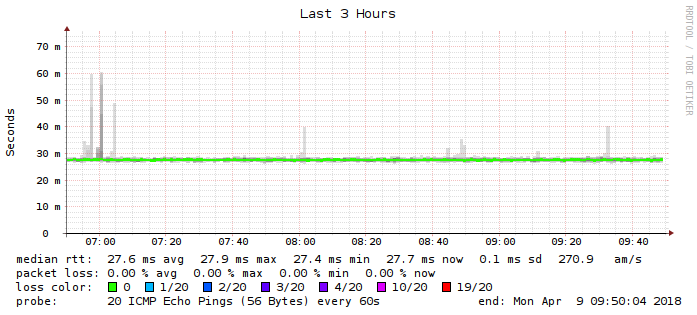 Last 3 Hours
RRDTOOL / TOBI OETIKER
Seconds
70 m
60 m
50 m
40 m
30 m
20 m
10 m
0
07:00 07:20 07:40 08:00 08:20 08:40 09:00 09:20 09:40
median rtt: 27.6 ms avg 27.9 ms max 27.4 ms min 27.7 ms now 0.1 ms sd 270.9 am/s
packet loss: 0.00 % avg 0.00 % max 0.00 % min 0.00 % now
loss color: 0 1/20 2/20 3/20 4/20 10/20 19/20
probe: 20 ICMP Echo Pings (56 Bytes) every 60s end: Mon Apr 9 09:50:04 2018